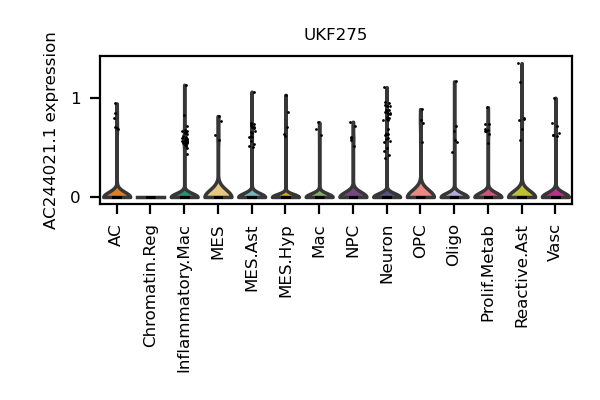 UKF275
AC244021.1 expression
1
0
AC
Chromatin.Reg
Inflammatory.Mac
MES
MES.Ast
MES.Hyp
Mac
NPC
Neuron
OPC
Oligo
Prolif.Metab
Reactive.Ast
Vasc